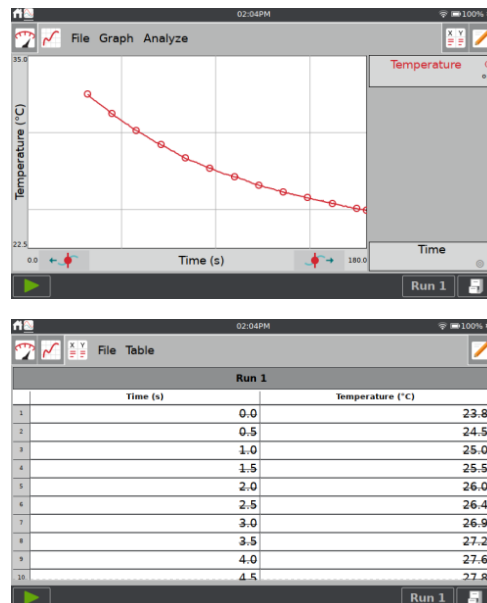 02:04PM 100%
File Graph Analyze X Y
35.0
Temperature
Temperature (°C)
22.5
0.0 Time (s) 180.0
Time
Run 1
02:04PM 100%
X Y File Table
Run 1
Time (s) Temperature (°C)
1 0.0 23.8
2 0.5 24.5
3 1.0 25.0
4 1.5 25.5
5 2.0 26.0
6 2.5 26.4
7 3.0 26.9
8 3.5 27.2
9 4.0 27.6
10 4.5 27.8
Run 1